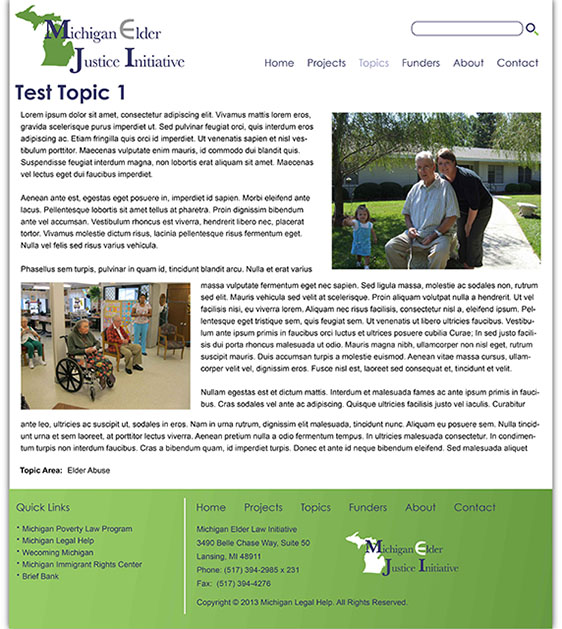 Michigan Elder
Justice Initiative
Home Projects Topics Funders About Contact
Test Topic 1
Lorem ipsum dolor sit amet, consectetur adipiscing elit. Vivamus mattis lorem eros,
gravida scelerisque purus imperdiet ut. Sed pulvinar feugiat orci, quis interdum eros
adipiscing ac. Etiam fringilla quis orci id imperdiet. Ut venenatis sapien et nisl ves-
tibulum porttitor. Maecenas vulputate enim mauris, id commodo dui blandit quis.
Suspendisse feugiat interdum magna, non lobortis erat aliquam sit amet. Maecenas
vel lectus eget dui faucibus imperdiet.
Aenean ante est, egestas eget posuere in, imperdiet id sapien. Morbi eleifend ante
lacus. Pellentesque lobortis sit amet tellus at pharetra. Proin dignissim bibendum
ante vel accumsan. Vestibulum rhoncus est viverra, hendrerit libero nec, placerat
tortor. Vivamus molestie dictum risus, lacinia pellentesque risus fermentum eget.
Nulla vel felis sed risus varius vehicula.
Phasellus sem turpis, pulvinar in quam id, tincidunt blandit arcu. Nulla et erat varius
massa vulputate fermentum eget nec sapien. Sed ligula massa, molestie ac sodales non, rutrum
sed elit. Mauris vehicula sed velit at scelerisque. Proin aliquam volutpat nulla a hendrerit. Ut vel
facilisis nisi, eu viverra lorem eleifend. Aliquam nec risus facilisis, consectetur nisl a, eleifend ipsum. Pel-
lentesque eget tristique sem, quis feugiat sem. Ut venenatis ut libero ultricies faucibus. Vestibu-
lum ante ipsum primis in faucibus orci luctus et ultrices posuere cubilia Curae; In sed justo facili-
sis dui porta rhoncus malesuada ut odio. Mauris magna nibh, ullamcorper non nisl eget, rutrum
suscipit mauris. Duis accumsan turpis a molestie euismod. Aenean vitae massa cursus, ullam-
corper velit vel, dignissim eros. Fusce nisl est, laoreet sed consequat et, tincidunt et velit.
Nullam egestas est et dictum mattis. Interdum et malesuada fames ac ante ipsum primis in fauci-
bus. Cras sodales vel ante ac adipiscing. Quisque ultricies facilisis justo vel iaculis. Curabitur
ante leo, ultricies ac suscipit ut, sodales in eros. Nam in urna rutrum, dignissim elit malesuada, tincidunt nunc. Aliquam eu posuere sem. Nulla tincid-
unt urna et sem laoreet, at porttitor lectus viverra. Aenean pretium nulla a odio fermentum tempus. In ultricies malesuada consectetur. In condimen-
tum turpis non interdum faucibus. Cras a bibendum quam, id imperdiet turpis. Donec et ante id neque bibendum eleifend. Sed malesuada aliquet
Topic Area: Elder Abuse
Quick Links
• Michigan Poverty Law Program
• Michigan Legal Help
• Wecoming Michigan
• Michigan Immigrant Rights Center
• Brief Bank
Home Projects Topics Funders About Contact
Michigan Elder Law Initiative
3490 Belle Chase Way, Suite 50
Lansing, MI 48911
Phone: (517) 394-2985 x 231
Fax: (517) 394-4276
Copyright © 2013 Michigan Legal Help. All Rights Reserved.
Michigan Elder
Justice Initiative